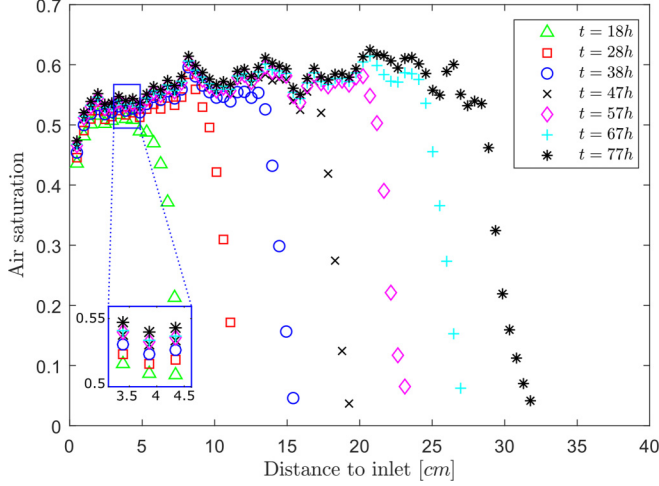 0.7
0.6
0.5
0.4
0.3
0.2
0.1
0
Air saturation
t = 18h
t = 28h
t = 38h
t = 47h
t = 57h
t = 67h
t = 77h
0.55
0.5
3.5 4 4.5
0 5 10 15 20 25 30 35 40
Distance to inlet [cm]